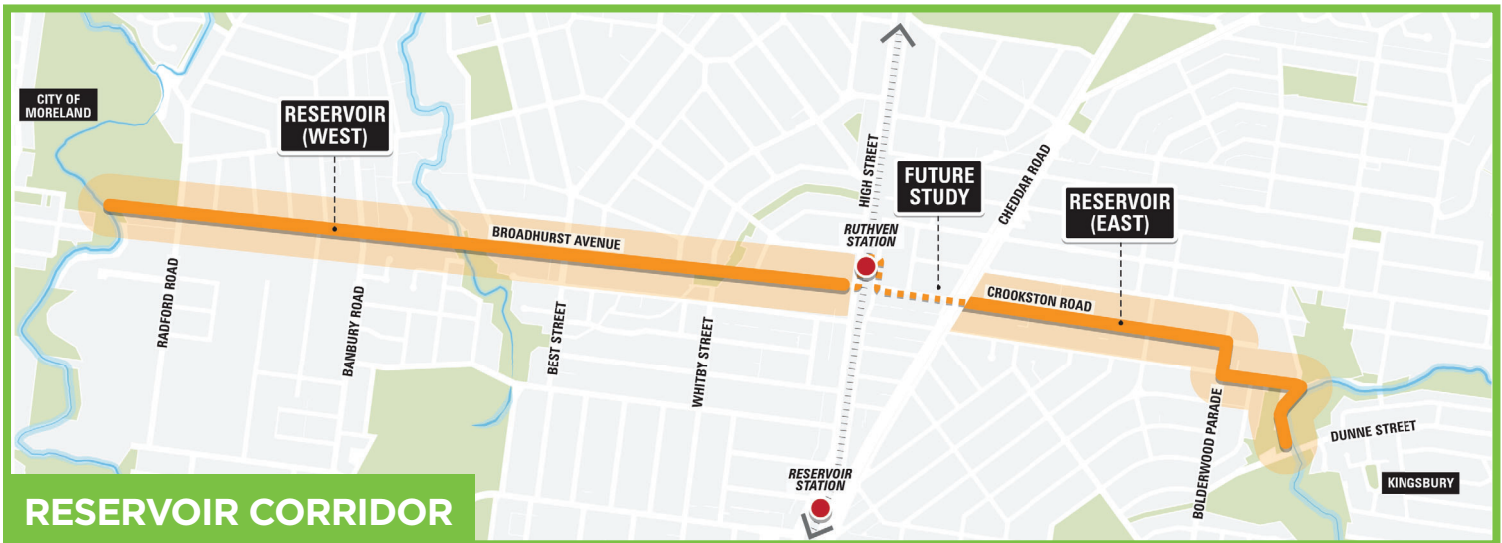 CITY OF
MORELAND
RESERVOIR
(WEST)
HIGH STREET
FUTURE
STUDY
CHEDDAR ROAD
RESERVOIR
(EAST)
BROADHURST AVENUE
RUTHVEN
STATION
CROOKSTON ROAD
RADFORD ROAD
BANBURY ROAD
BEST STREET
WHITBY STREET
BOLDERWOOD PARADE
DUNNE STREET
RESERVOIR
STATION
KINGSBURY
RESERVOIR CORRIDOR